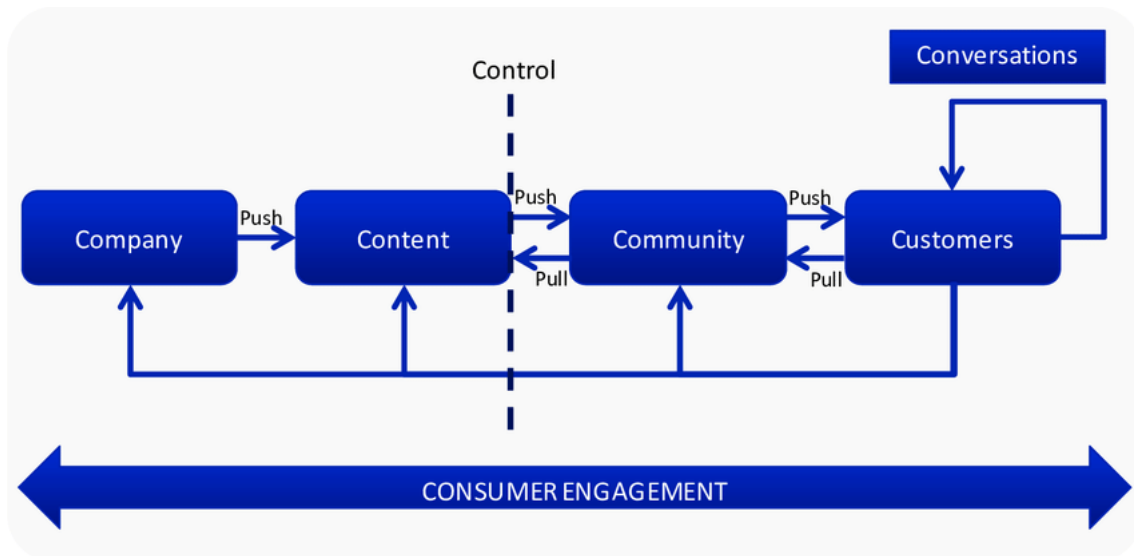 Conversations
Control
Push
Push
Push
Company
Content
Community
Customers
Pull
Pull
CONSUMER ENGAGEMENT